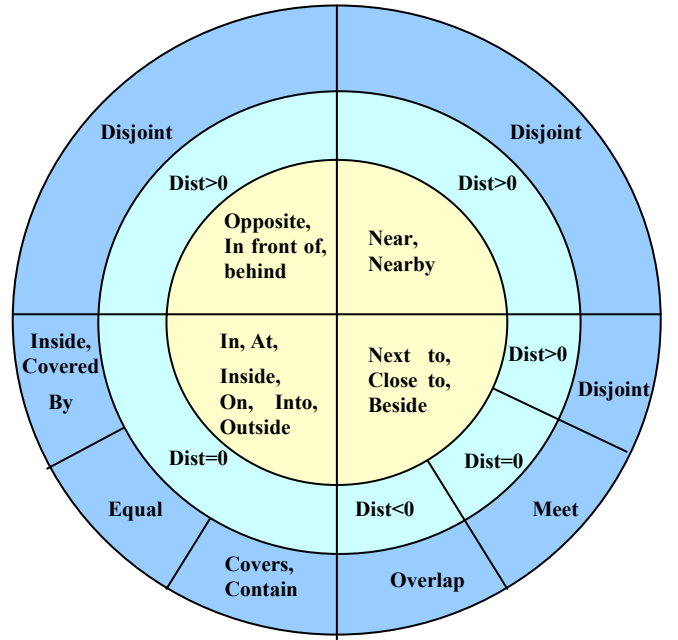 Disjoint
Disjoint
Dist>0
Dist>0
Opposite,
In front of,
behind
Near,
Nearby
Inside,
Covered
By
In, At,
Inside,
On, Into,
Outside
Next to,
Close to,
Beside
Dist>0
Disjoint
Dist=0
Dist=0
Dist<0
Equal
Meet
Covers,
Contain
Overlap